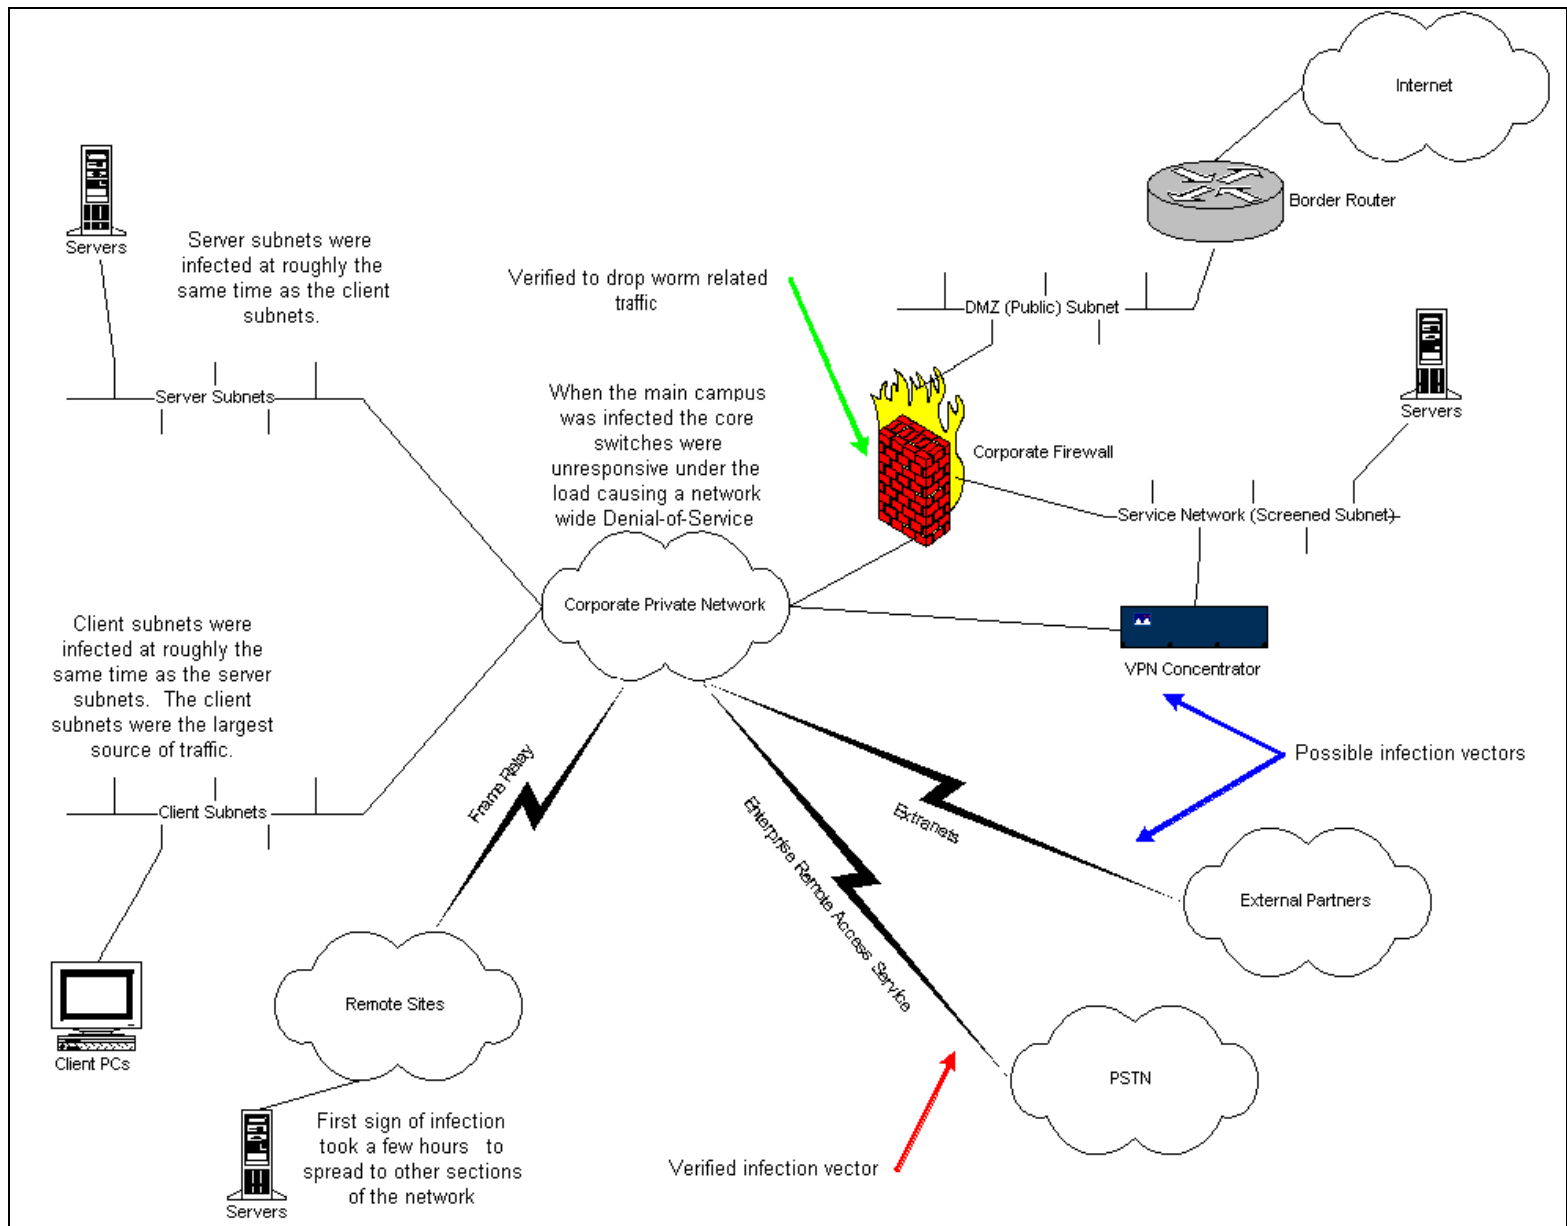 Internet
Border Router
Servers
Server subnets were
infected at roughly the
same time as the client
subnets.
Verified to drop worm related
traffic
DMZ (Public) Subnet
Servers
Server Subnets
When the main campus
was infected the core
switches were
unresponsive under the
load causing a network
wide Denial-of-Service
Corporate Firewall
Service Network (Screened Subnet)
Corporate Private Network
VPN Concentrator
Client subnets were
infected at roughly the
same time as the server
subnets. The client
subnets were the largest
source of traffic.
Possible infection vectors
Client Subnets
Frame Relay
Extranets
Enterprise Remote Access Service
External Partners
Remote Sites
Client PCs
PSTN
First sign of infection
took a few hours to
spread to other sections
of the network
Servers
Verified infection vector